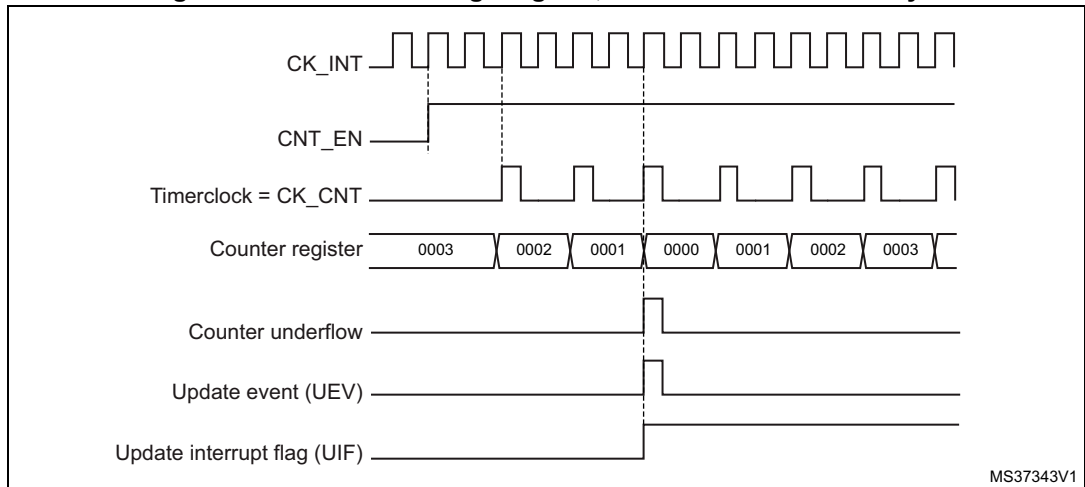 CK_INT
CNT_EN
Timerclock = CK_CNT
Counter register 0003 0002 0001 0000 0001 0002 0003
Counter underflow
Update event (UEV)
Update interrupt flag (UIF)
MS37343V1